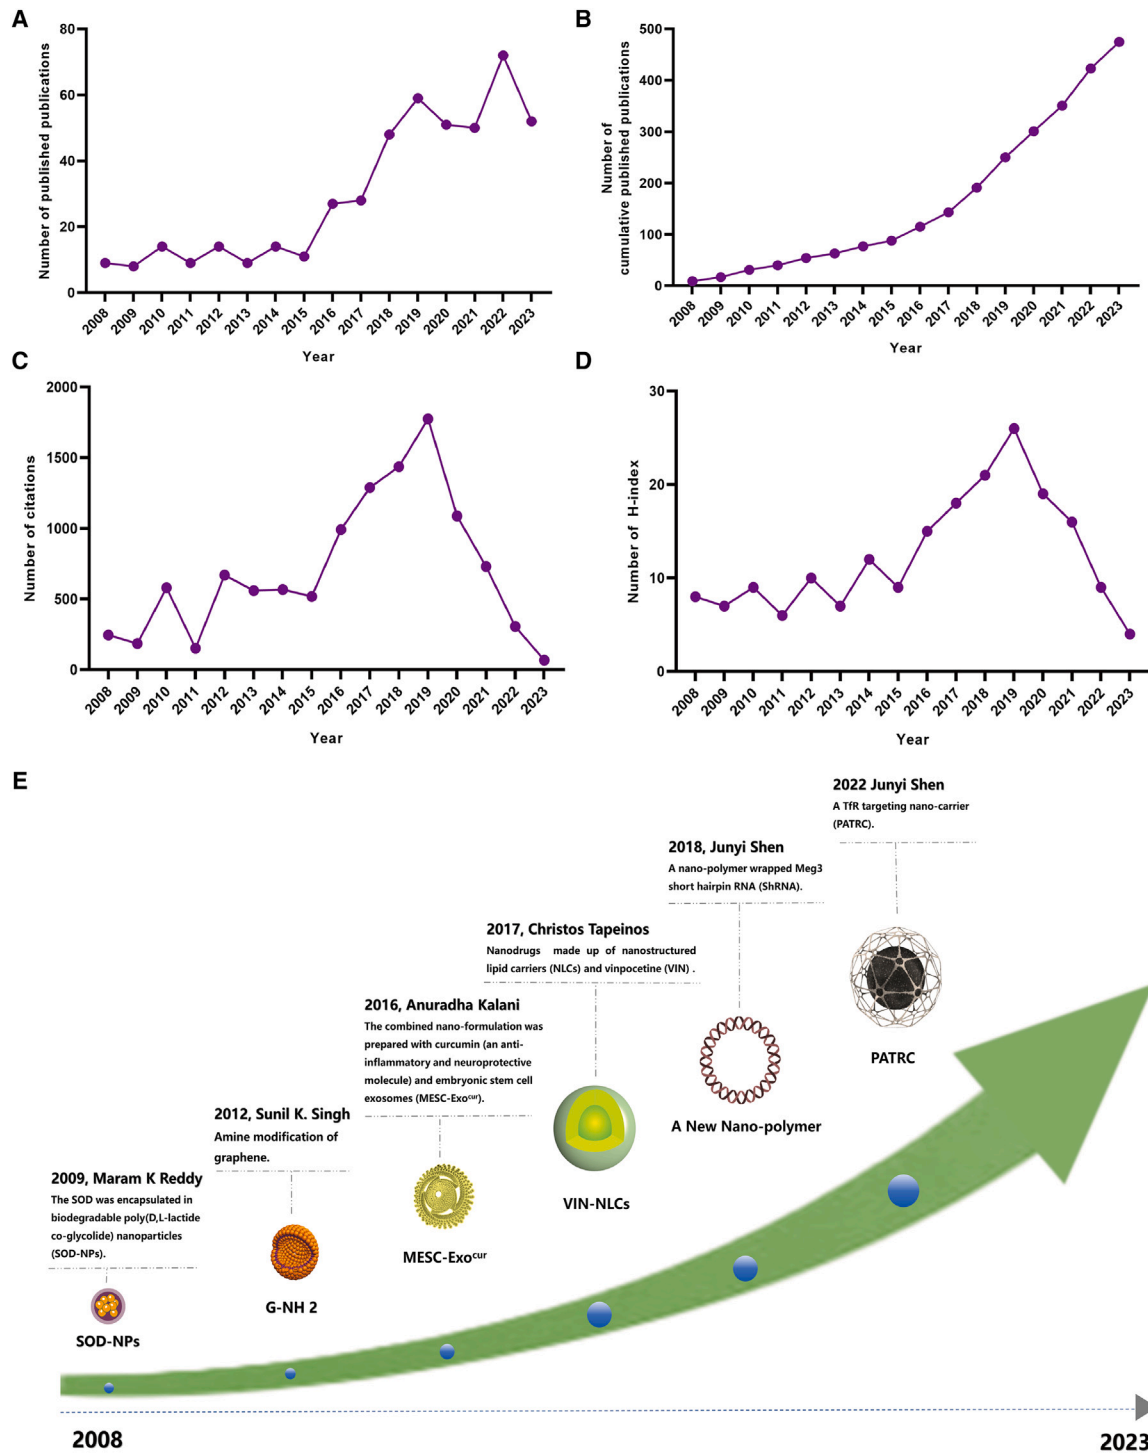 A
Number of published publications
80
60
40
20
0
2008 2009 2010 2011 2012 2013 2014 2015 2016 2017 2018 2019 2020 2021 2022 2023
Year
B
Number of
cumulative published publications
500
400
300
200
100
0
2008 2009 2010 2011 2012 2013 2014 2015 2016 2017 2018 2019 2020 2021 2022 2023
Year
C
Number of citations
2000
1500
1000
500
0
2008 2009 2010 2011 2012 2013 2014 2015 2016 2017 2018 2019 2020 2021 2022 2023
Year
D
Number of H-index
30
20
10
0
2008 2009 2010 2011 2012 2013 2014 2015 2016 2017 2018 2019 2020 2021 2022 2023
Year
E
2009, Maram K Reddy
The SOD was encapsulated in
biodegradable poly(D,L-lactide
co-glycolide) nanoparticles
(SOD-NPs).
SOD-NPs
2012, Sunil K. Singh
Amine modification of
graphene.
G-NH 2
2016, Anuradha Kalani
The combined nano-formulation was
prepared with curcumin (an anti-
inflammatory and neuroprotective
molecule) and embryonic stem cell
exosomes (MESC-Exoᶜᵘʳ).
MESC-Exoᶜᵘʳ
2017, Christos Tapeinos
Nanodrugs made up of nanostructured
lipid carriers (NLCs) and vinpocetine (VIN) .
VIN-NLCs
2018, Junyi Shen
A nano-polymer wrapped Meg3
short hairpin RNA (ShRNA).
A New Nano-polymer
2022 Junyi Shen
A TfR targeting nano-carrier
(PATRC).
PATRC
2008
2023